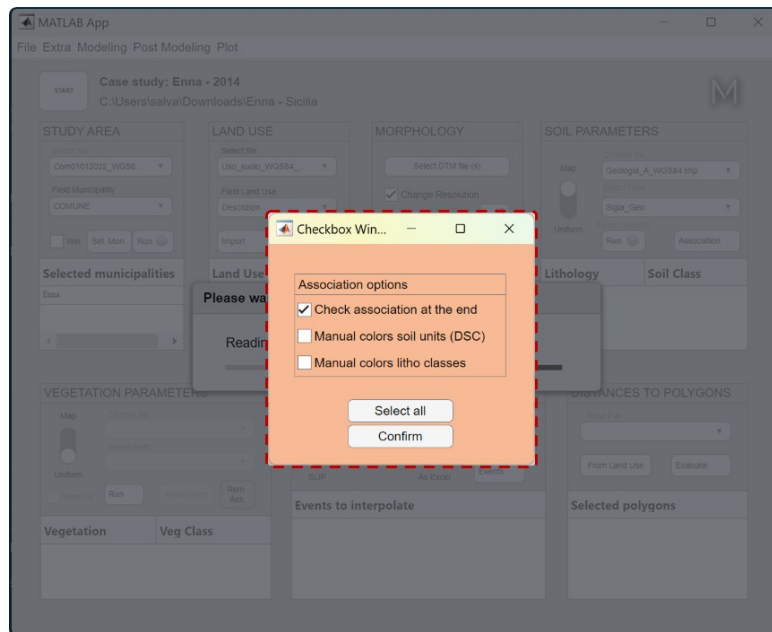 MATLAB App
File Extra Modeling Post Modeling Plot
START
Case study: Enna - 2014
C:\Users\salva\Downloads\Enna - Sicilia
M
STUDY AREA
LAND USE
MORPHOLOGY
SOIL PARAMETERS
Select file
Com01012022_WGS8...
Uso_suolo_WGS84_...
Select DTM file (s)
Map
Geologia_A_WGS84.shp
Field Municipality
Field Land Use
Change Resolution
COMUNE
Descrizion
Sigla_Geo
Uniform
Win
Sel. Mun.
Run
Import
Run
Association
Selected municipalities
Land Use
Lithology
Soil Class
Enna
Please wa
Readin
Checkbox Win...
Association options
Check association at the end
Manual colors soil units (DSC)
Manual colors litho classes
Select all
Confirm
VEGETATION PARAMETERS
DISTANCES TO POLYGONS
Map
Uniform
Run
Rem. Ass.
SLIP
As Excel
Events
From Land Use
Evaluate
Vegetation
Veg Class
Events to interpolate
Selected polygons